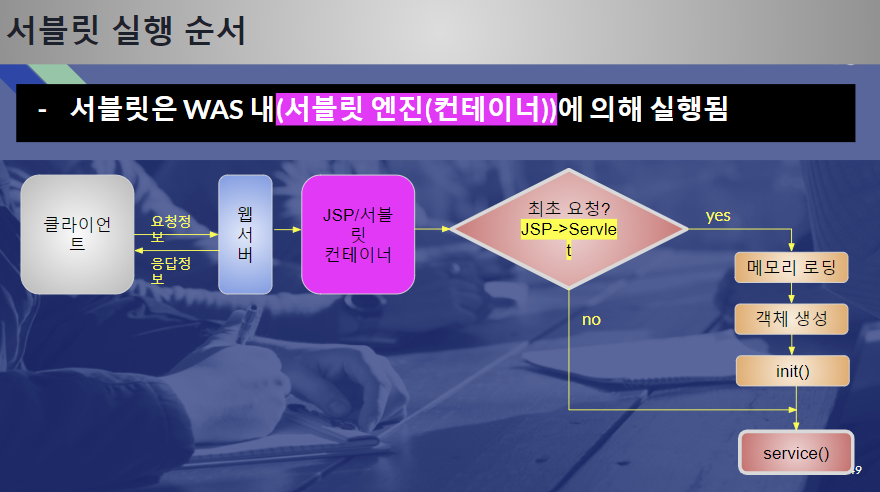 서블릿 실행 순서
- 서블릿은 WAS 내(서블릿 엔진(컨테이너))에 의해 실행됨
클라이언
트
요청정
보
응답정
보
웹
서
버
JSP/서블
릿
컨테이너
최초 요청?
JSP->Servle
t
yes
no
메모리 로딩
객체 생성
init()
service()
49